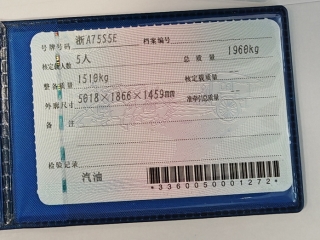 号牌号码 浙A75S5E 档案编号
核定载人数 5人 总质量 1960kg
整备质量 1510kg 核定载质量
外廓尺寸 5018×1866×1459 准牵引总质量
备注
检验记录
汽油
*3360050001272*